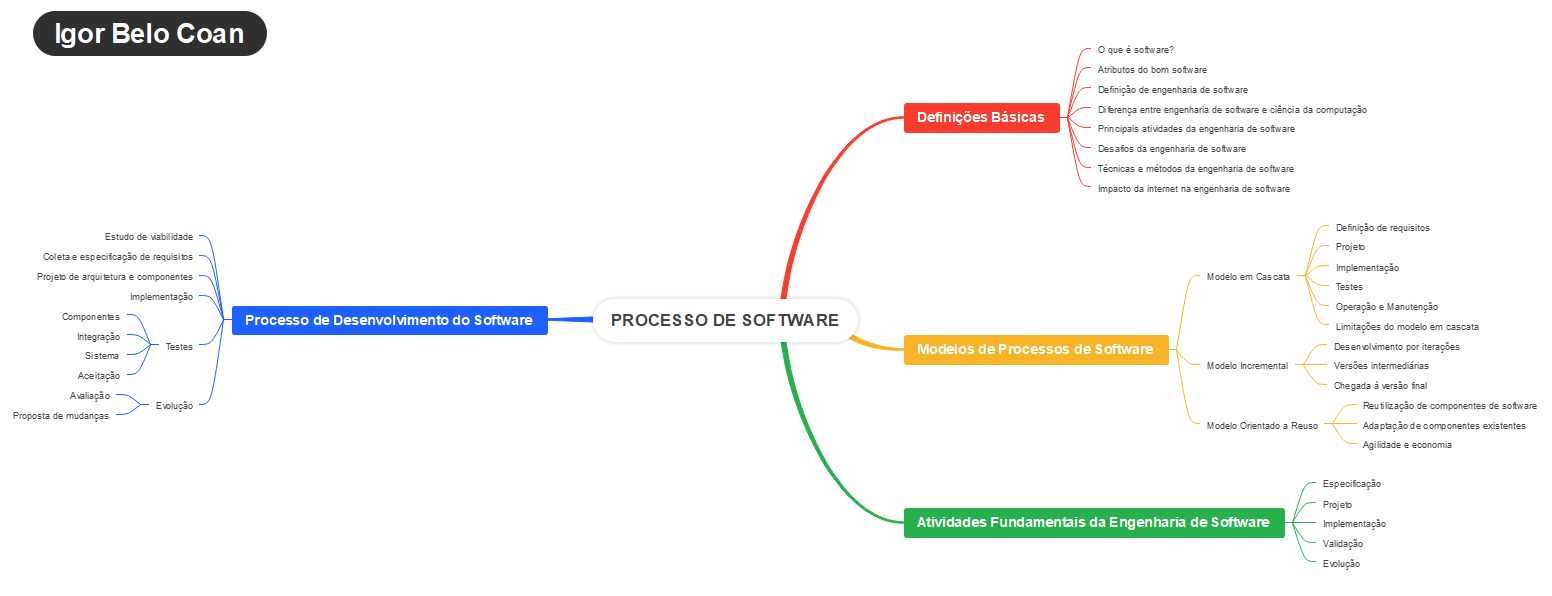 Igor Belo Coan
PROCESSO DE SOFTWARE
Definições Básicas
O que é software?
Atributos do bom software
Definição de engenharia de software
Diferença entre engenharia de software e ciência da computação
Principais atividades da engenharia de software
Desafios da engenharia de software
Técnicas e métodos da engenharia de software
Impacto da internet na engenharia de software
Modelos de Processos de Software
Modelo em Cascata
Definição de requisitos
Projeto
Implementação
Testes
Operação e Manutenção
Limitações do modelo em cascata
Modelo Incremental
Desenvolvimento por iterações
Versões intermediárias
Chegada á versão final
Modelo Orientado a Reuso
Reutilização de componentes de software
Adaptação de componentes existentes
Agilidade e economia
Atividades Fundamentais da Engenharia de Software
Especificação
Projeto
Implementação
Validação
Evolução
Processo de Desenvolvimento do Software
Estudo de viabilidade
Coleta e especificação de requisitos
Projeto de arquitetura e componentes
Implementação
Testes
Componentes
Integração
Sistema
Aceitação
Evolução
Avaliação
Proposta de mudanças